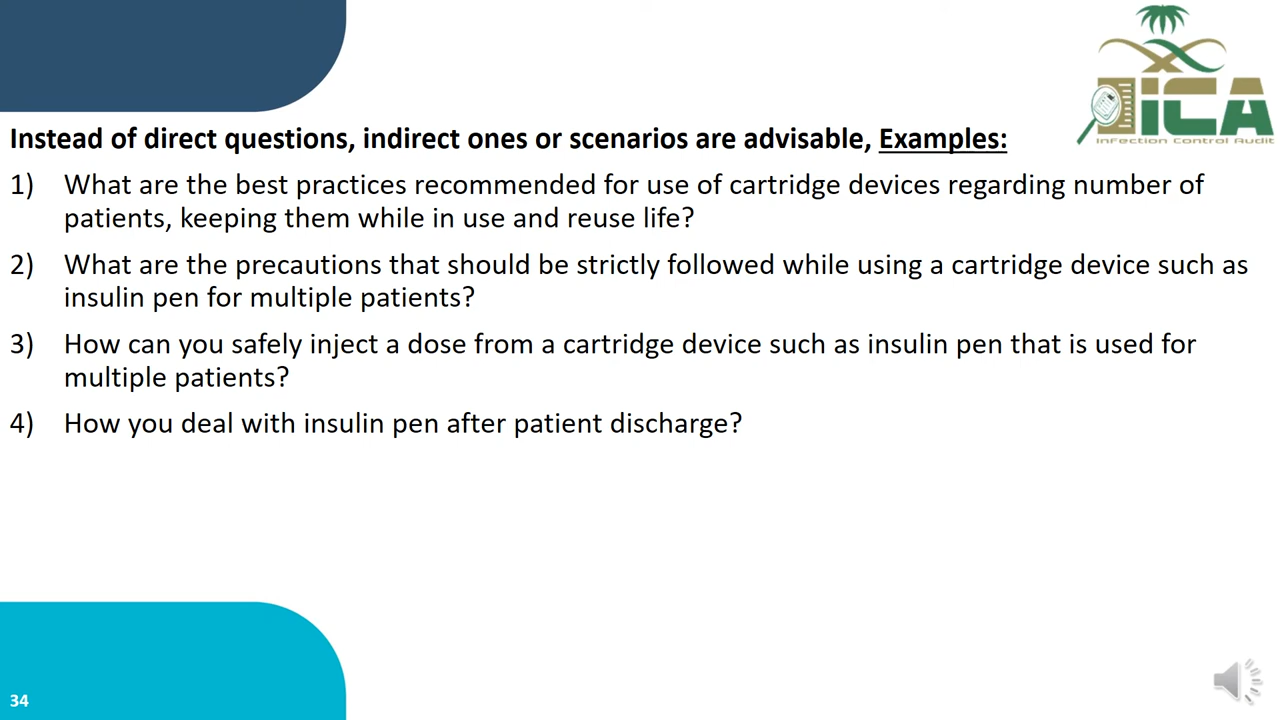 ICA
Infection Control Audit
Instead of direct questions, indirect ones or scenarios are advisable, Examples:
1) What are the best practices recommended for use of cartridge devices regarding number of
patients, keeping them while in use and reuse life?
2) What are the precautions that should be strictly followed while using a cartridge device such as
insulin pen for multiple patients?
3) How can you safely inject a dose from a cartridge device such as insulin pen that is used for
multiple patients?
4) How you deal with insulin pen after patient discharge?
34